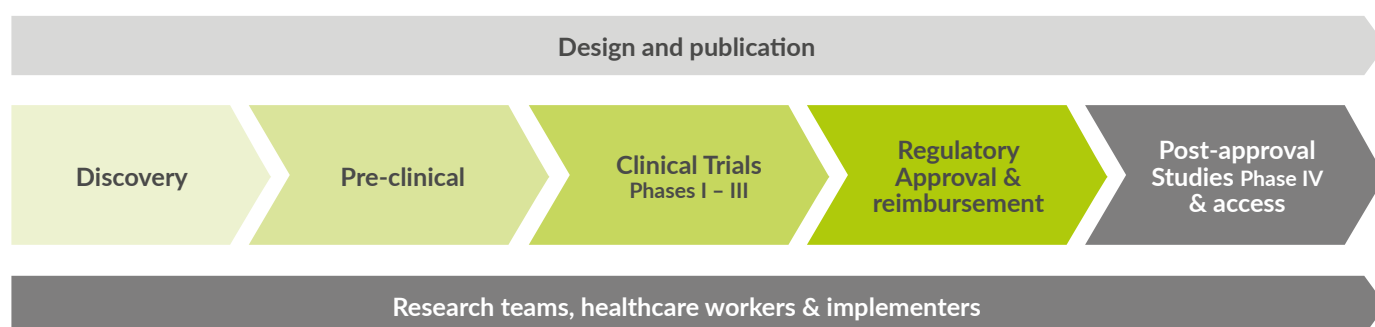 Design and publication
Discovery
Pre-clinical
Clinical Trials
Phases I – III
Regulatory
Approval &
reimbursement
Post-approval
Studies Phase IV
& access
Research teams, healthcare workers & implementers